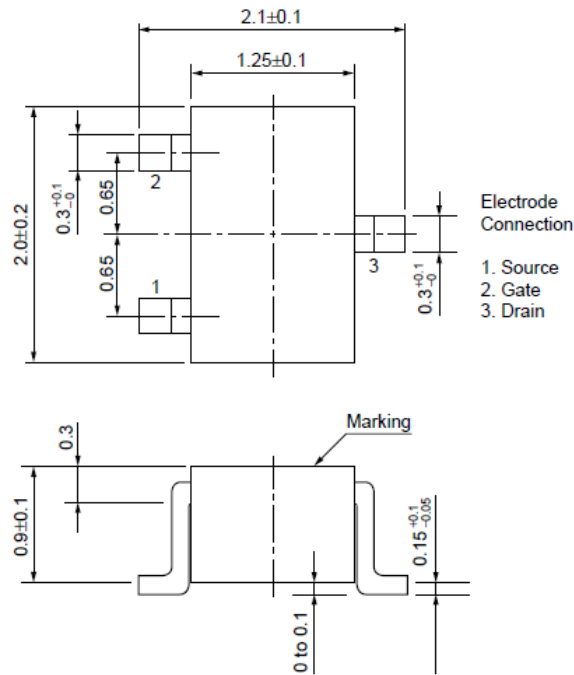 2.1±0.1
1.25±0.1
2
0.3 +0.1 -0
0.65
2.0±0.2
0.65
1
3
0.3 +0.1 -0
Electrode
Connection
1. Source
2. Gate
3. Drain
Marking
0.3
0.9±0.1
0.15 +0.1 -0.05
0 to 0.1